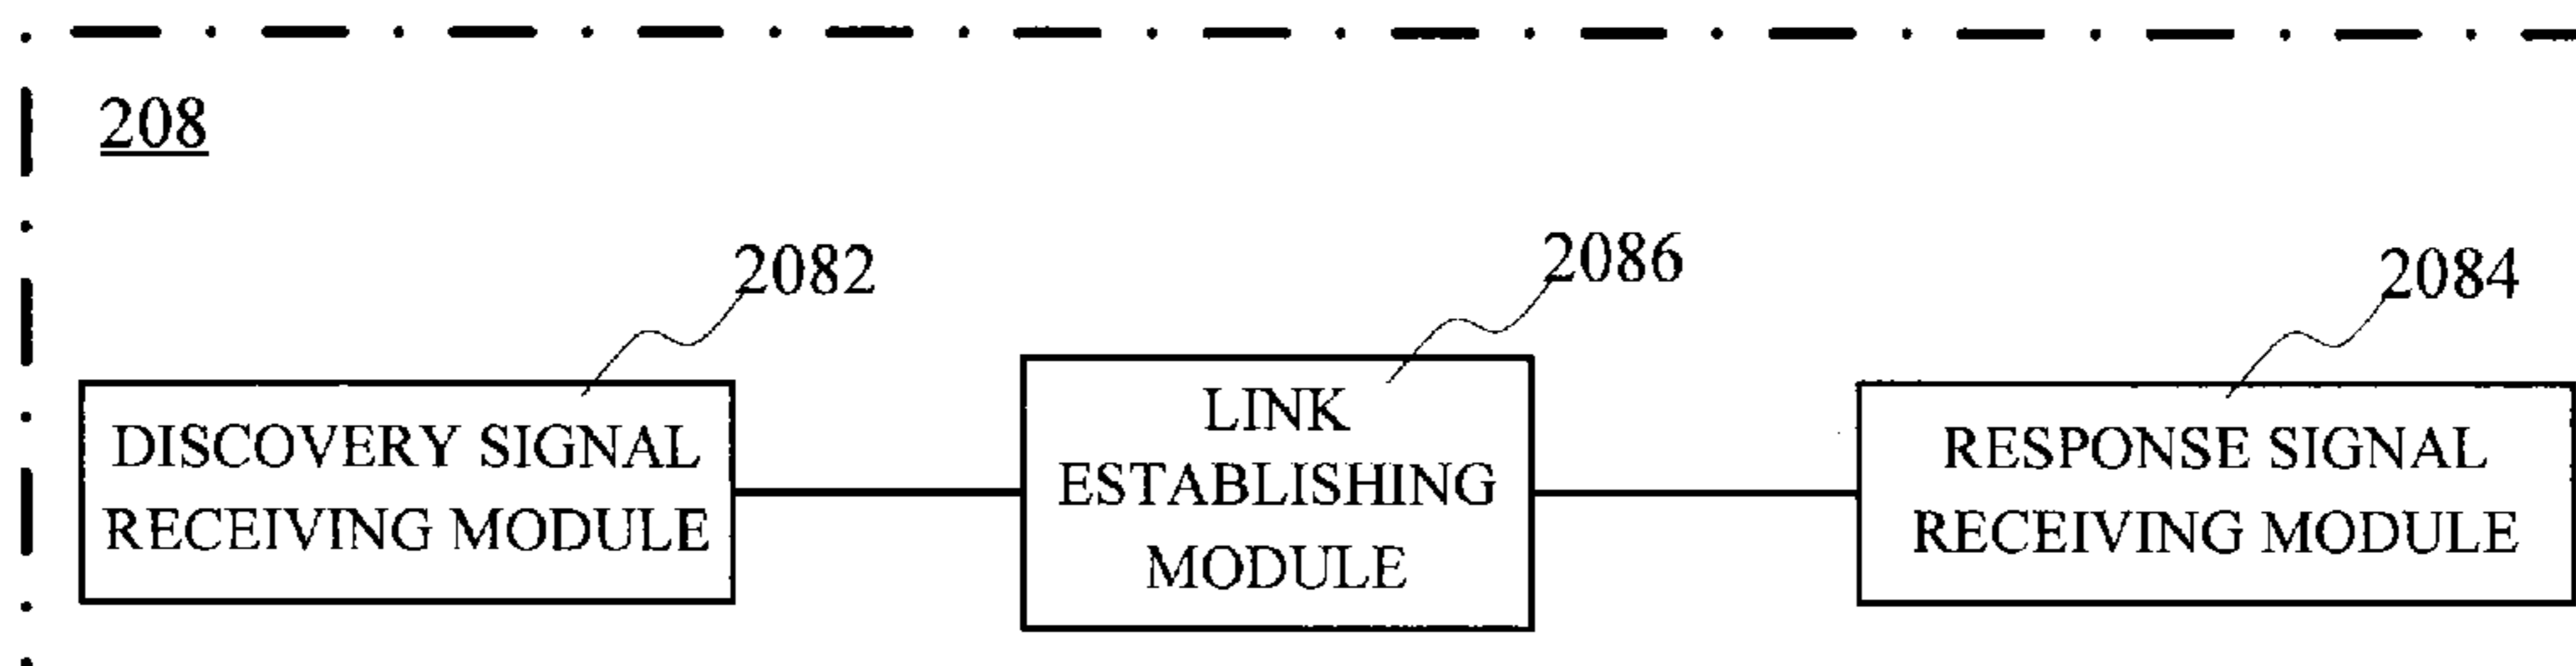 208
2082
2086
2084
DISCOVERY SIGNAL
RECEIVING MODULE
LINK
ESTABLISHING
MODULE
RESPONSE SIGNAL
RECEIVING MODULE